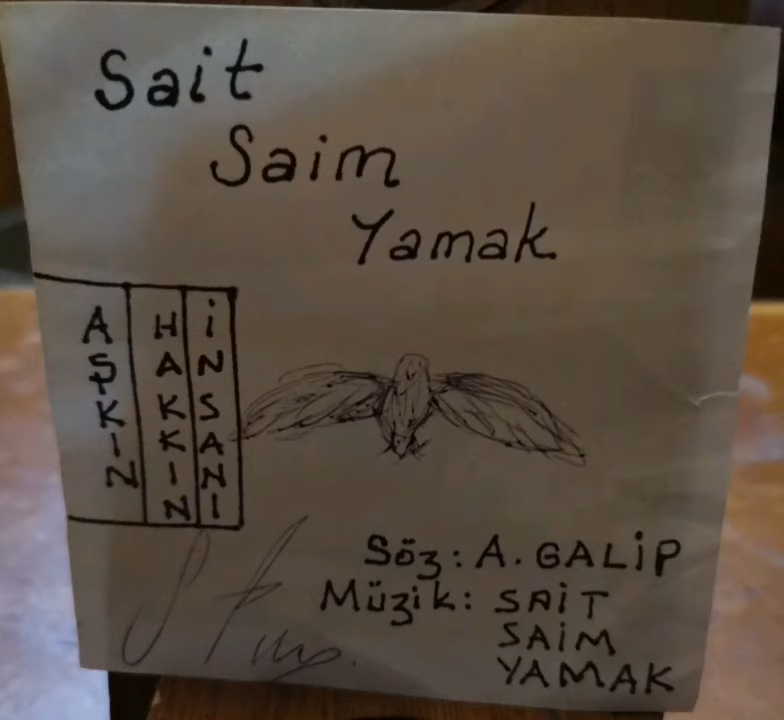 Sait
Saim
Yamak
AŞKIN
HAKKIN
İNSANI
Söz: A. GALİP
Müzik: SAİT
SAİM
YAMAK